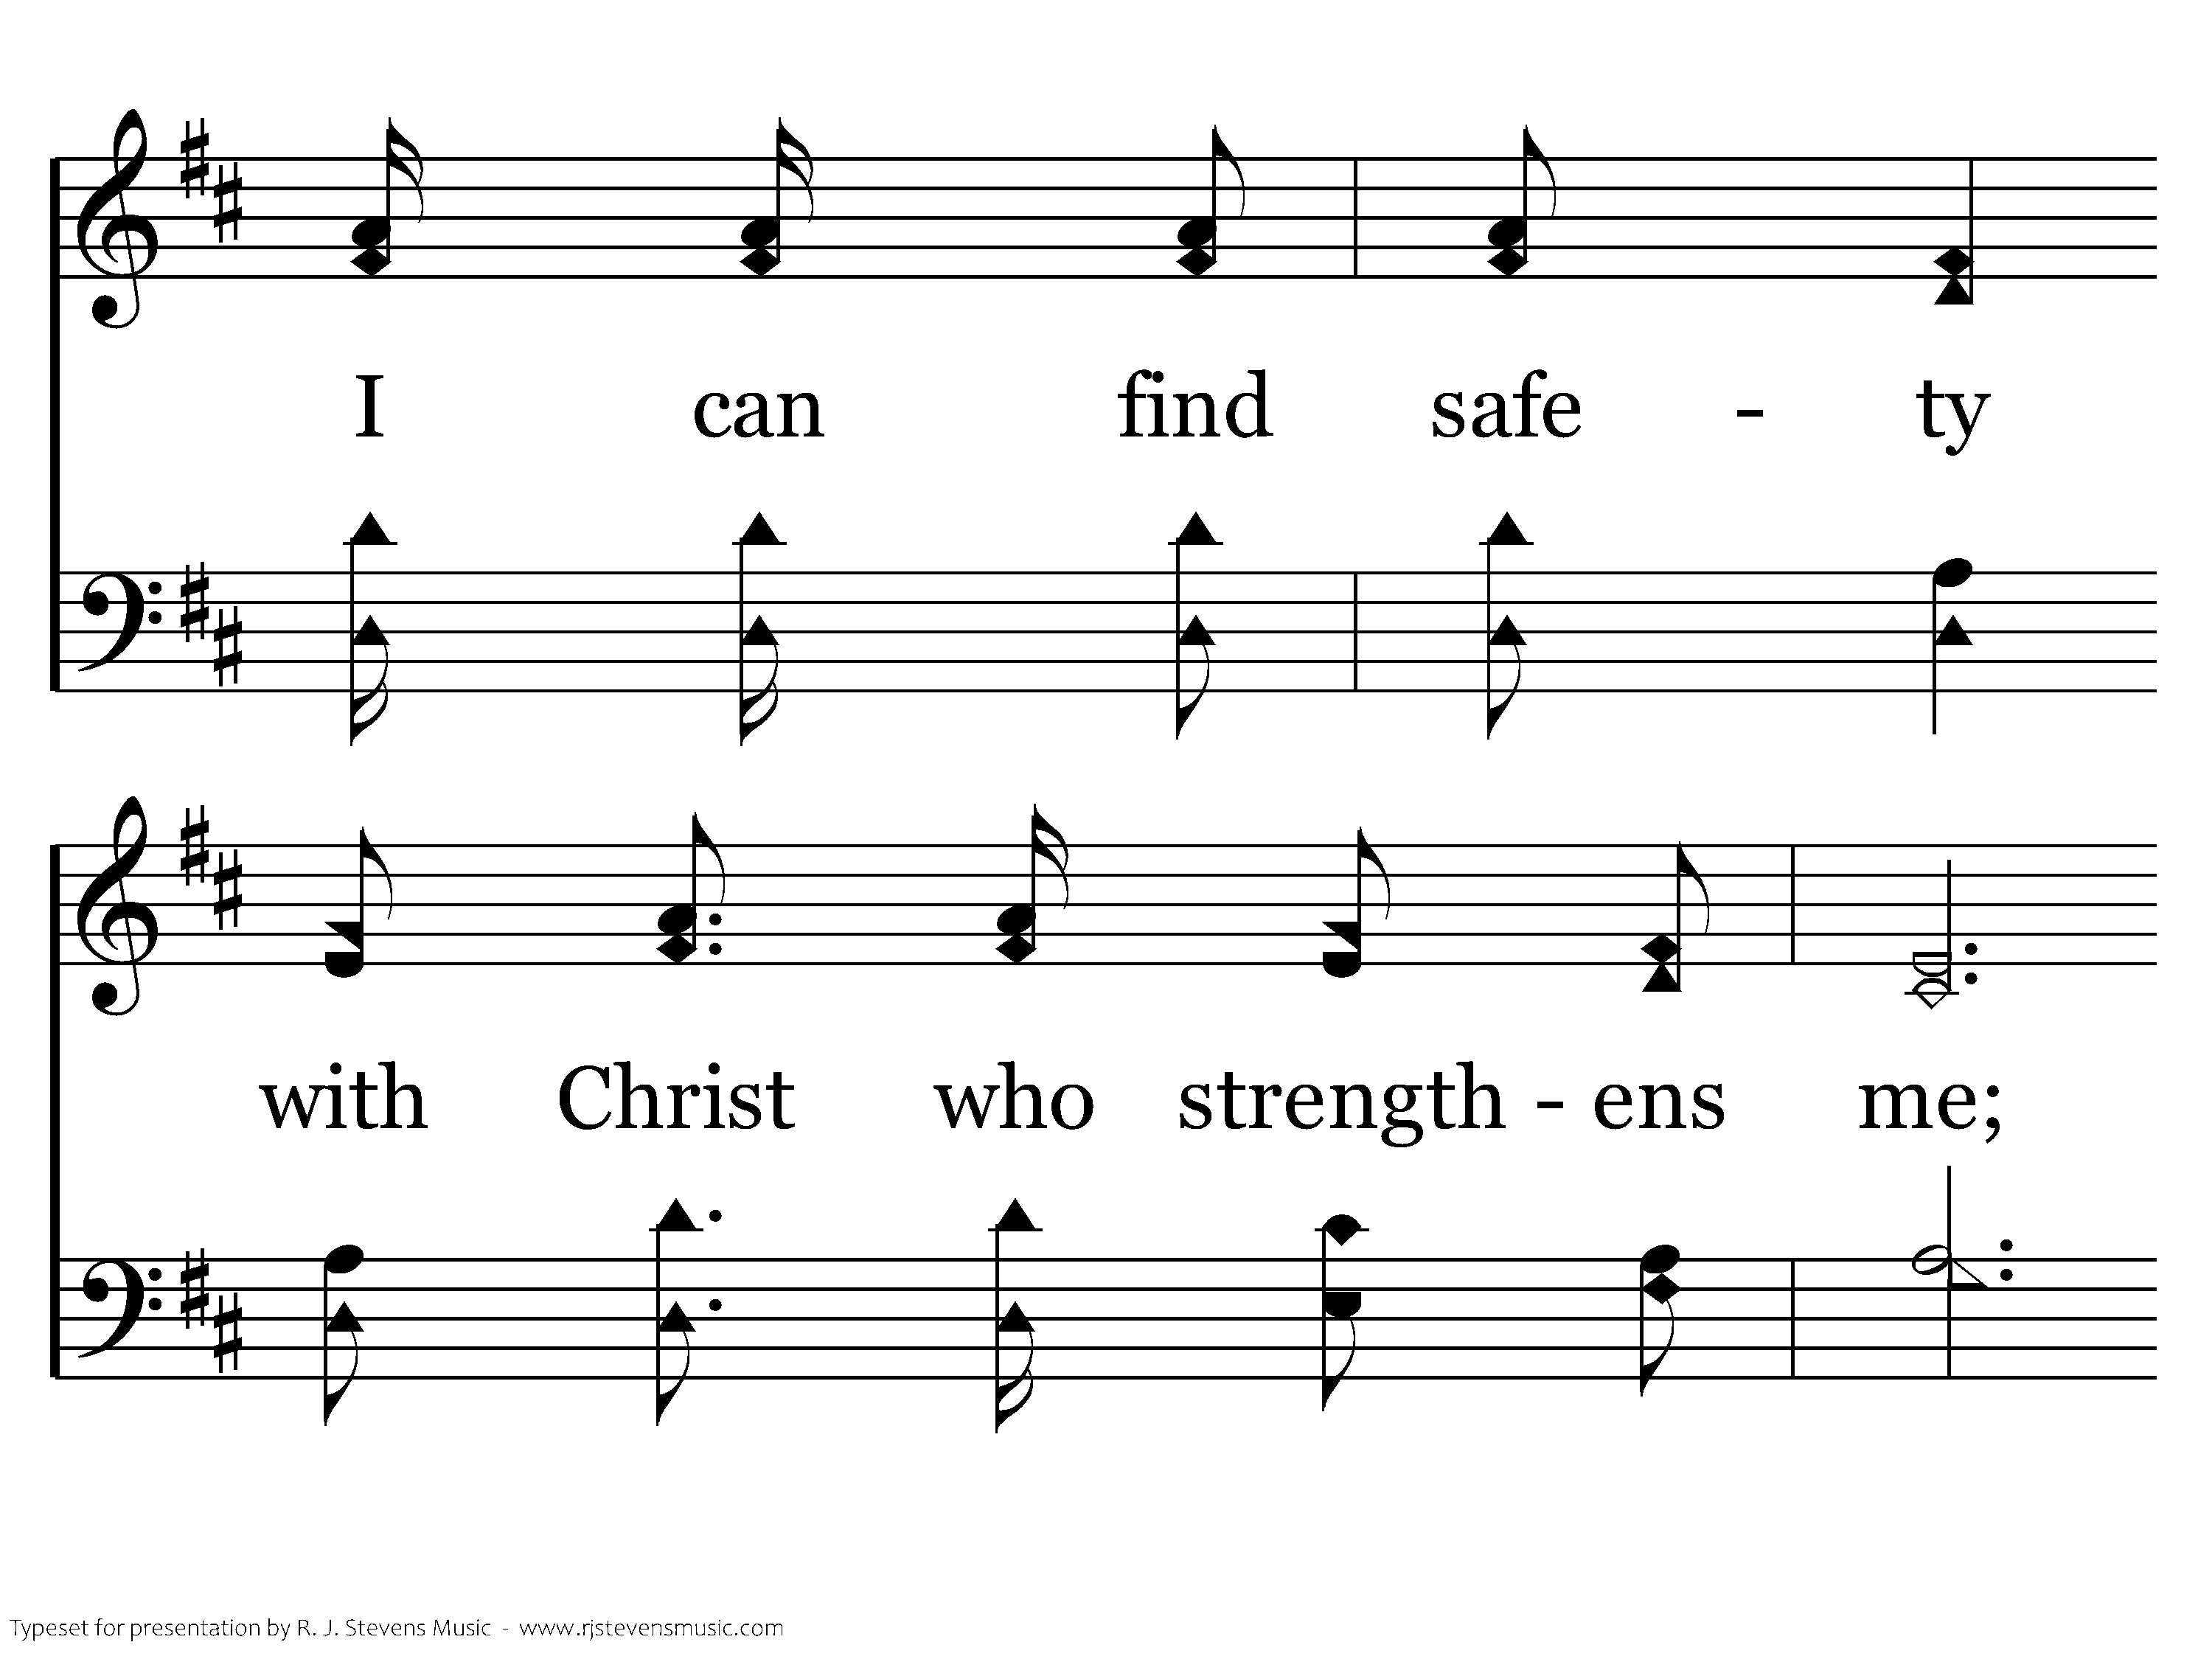 I can find safe - ty
with Christ who strength - ens me;
Typeset for presentation by R. J. Stevens Music - www.rjstevensmusic.com